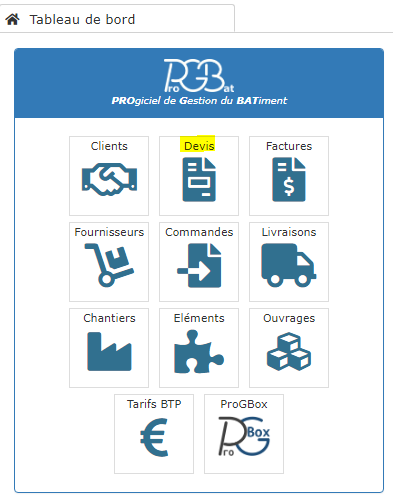 Tableau de bord
ProGBat
PROgiciel de Gestion du BATiment
Clients Devis Factures
$
Fournisseurs Commandes Livraisons
Chantiers Eléments Ouvrages
Tarifs BTP ProGBox
€ ProGBox